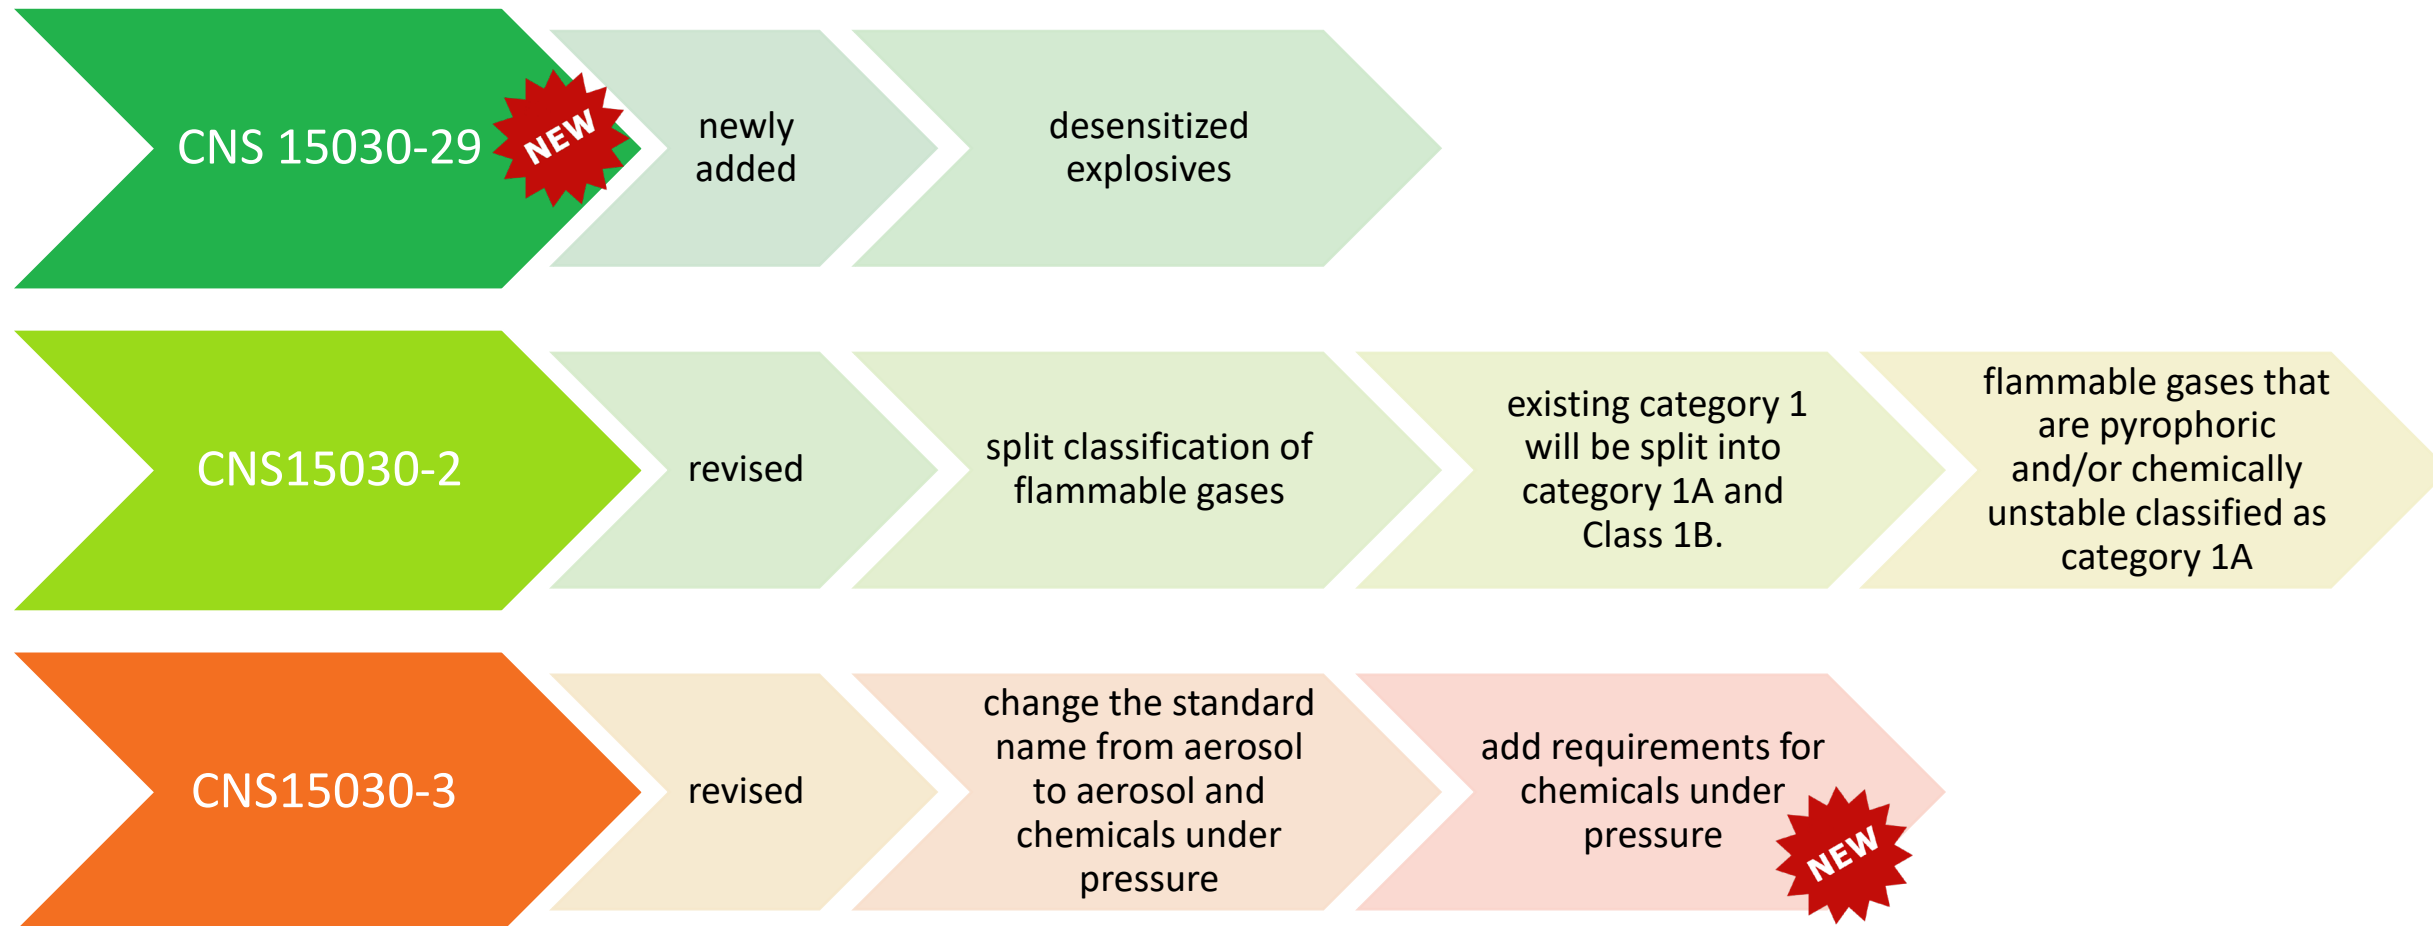 CNS 15030-29
NEW
newly
added
desensitized
explosives
CNS15030-2
revised
split classification of
flammable gases
existing category 1
will be split into
category 1A and
Class 1B.
flammable gases that
are pyrophoric
and/or chemically
unstable classified as
category 1A
CNS15030-3
revised
change the standard
name from aerosol
to aerosol and
chemicals under
pressure
add requirements for
chemicals under
pressure
NEW